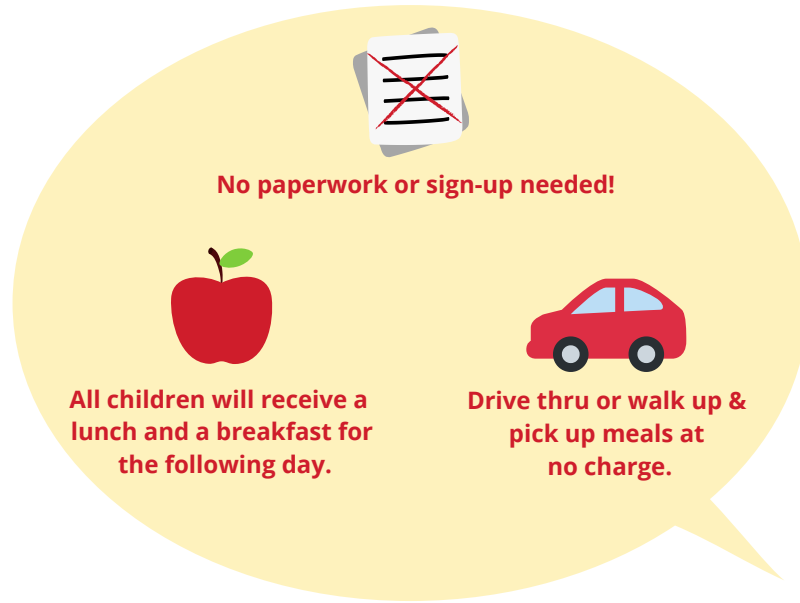 No paperwork or sign-up needed!
All children will receive a
lunch and a breakfast for
the following day.
Drive thru or walk up &
pick up meals at
no charge.